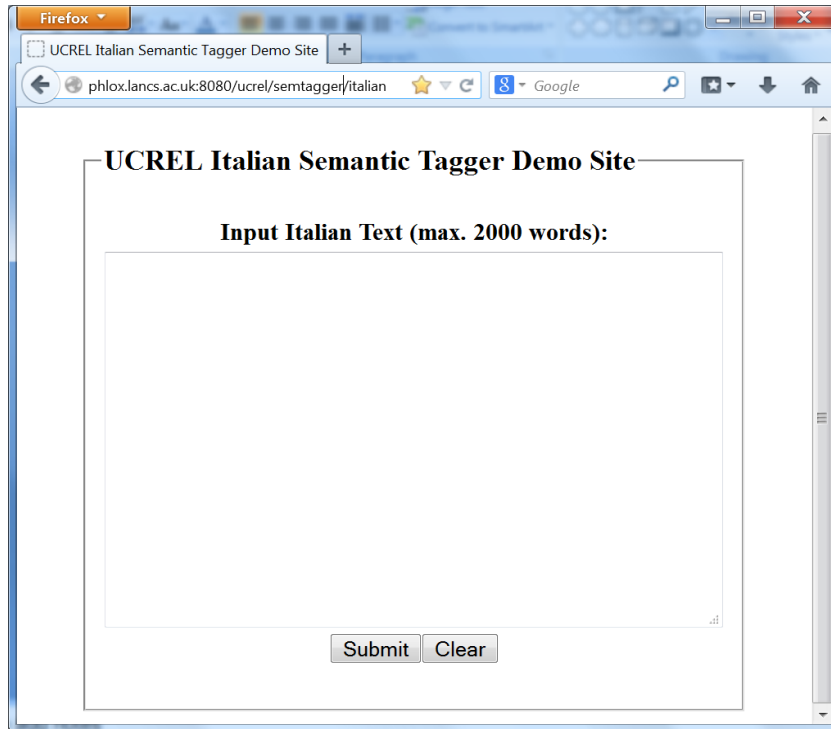 Firefox
UCREL Italian Semantic Tagger Demo Site
phlox.lancs.ac.uk:8080/ucrel/semtagger/italian
Google
UCREL Italian Semantic Tagger Demo Site
Input Italian Text (max. 2000 words):
Submit Clear